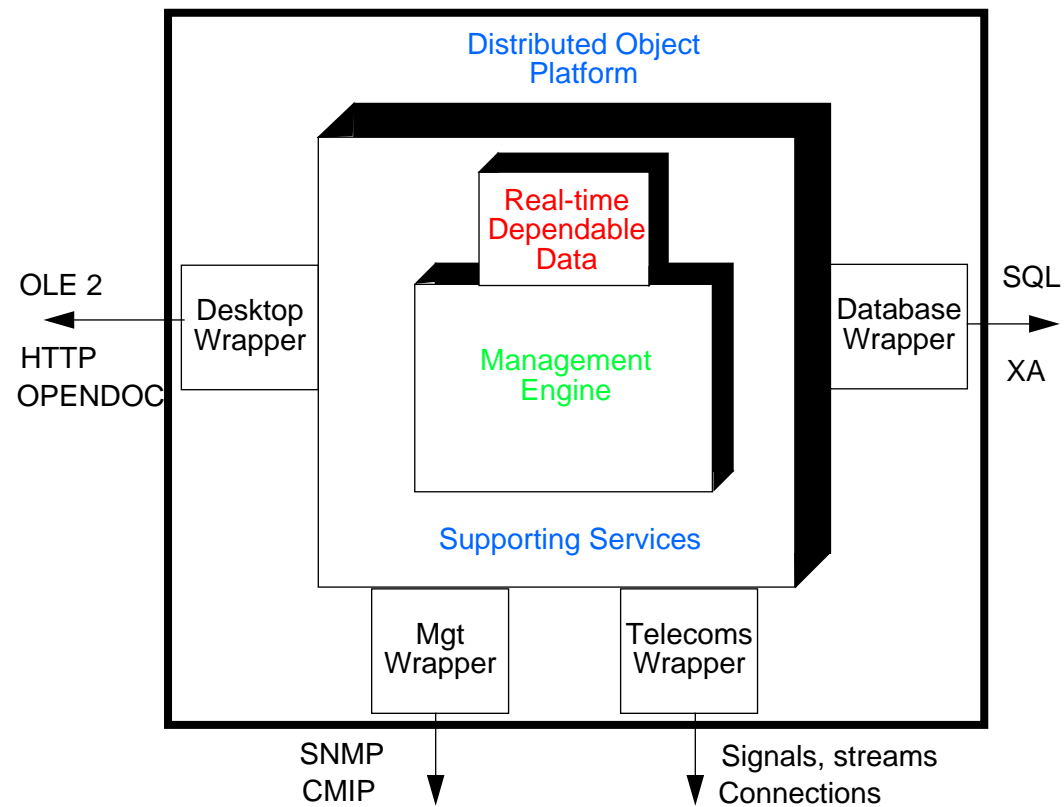 Distributed Object
Platform
Real-time
Dependable
Data
OLE 2
HTTP
OPENDOC
Desktop
Wrapper
Management
Engine
Database
Wrapper
SQL
XA
Supporting Services
Mgt
Wrapper
Telecoms
Wrapper
SNMP
CMIP
Signals, streams
Connections